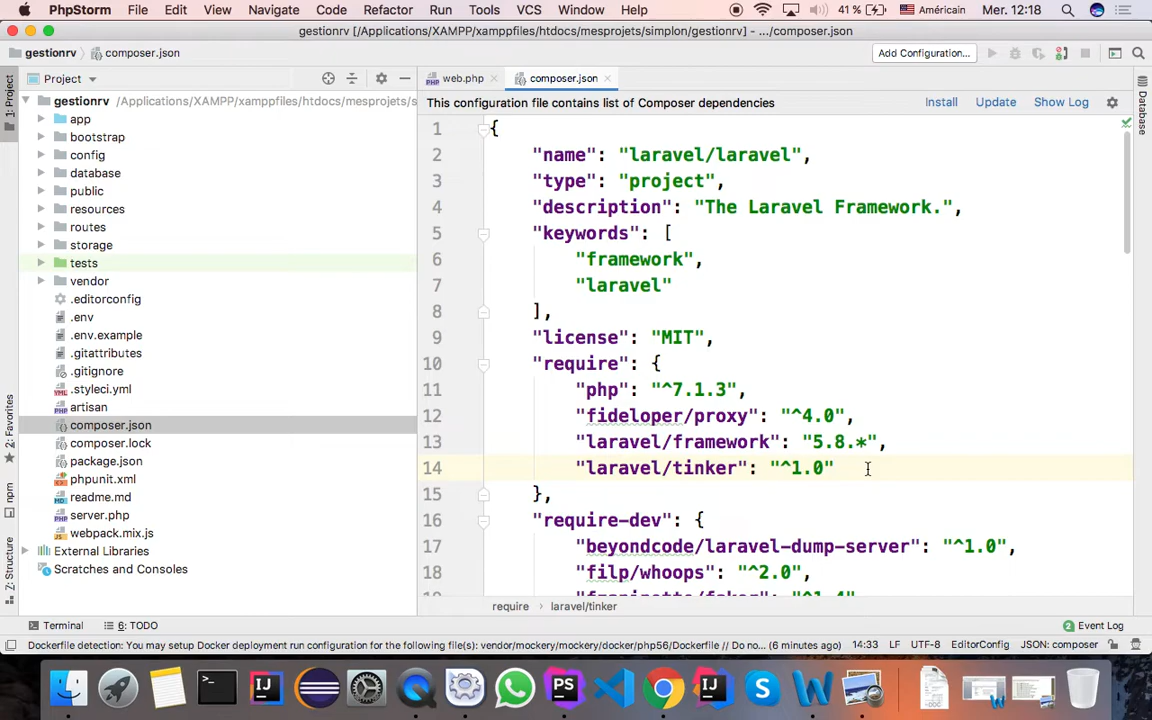 PhpStorm File Edit View Navigate Code Refactor Run Tools VCS Window Help 41 % Américain Mer. 12:18
gestionrv [/Applications/XAMPP/xamppfiles/htdocs/mesprojets/simplon/gestionrv] - .../composer.json
gestionrv composer.json Add Configuration...
1: Project
Project
web.php composer.json
Database
gestionrv /Applications/XAMPP/xamppfiles/htdocs/mesprojets/s
app
bootstrap
config
database
public
resources
routes
storage
tests
vendor
.editorconfig
.env
.env.example
.gitattributes
.gitignore
.styleci.yml
artisan
composer.json
composer.lock
package.json
phpunit.xml
readme.md
server.php
webpack.mix.js
External Libraries
Scratches and Consoles
2: Favorites
npm
Z: Structure
This configuration file contains list of Composer dependencies Install Update Show Log
1 {
2 "name": "laravel/laravel",
3 "type": "project",
4 "description": "The Laravel Framework.",
5 "keywords": [
6 "framework",
7 "laravel"
8 ],
9 "license": "MIT",
10 "require": {
11 "php": "^7.1.3",
12 "fideloper/proxy": "^4.0",
13 "laravel/framework": "5.8.*",
14 "laravel/tinker": "^1.0"
15 },
16 "require-dev": {
17 "beyondcode/laravel-dump-server": "^1.0",
18 "filp/whoops": "^2.0",
require laravel/tinker
Terminal 6: TODO 2 Event Log
Dockerfile detection: You may setup Docker deployment run configuration for the following file(s): vendor/mockery/mockery/docker/php56/Dockerfile // Do no... (26 minutes ago) 14:33 LF UTF-8 EditorConfig JSON: composer